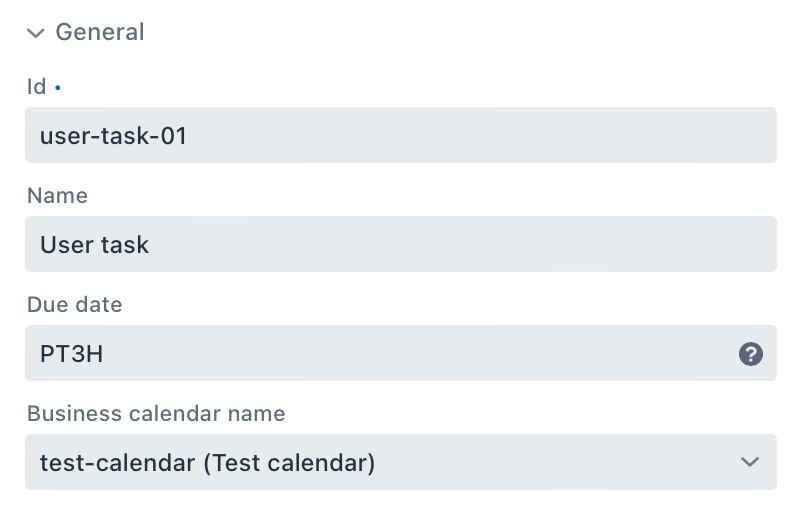 General
Id
user-task-01
Name
User task
Due date
PT3H
?
Business calendar name
test-calendar (Test calendar)